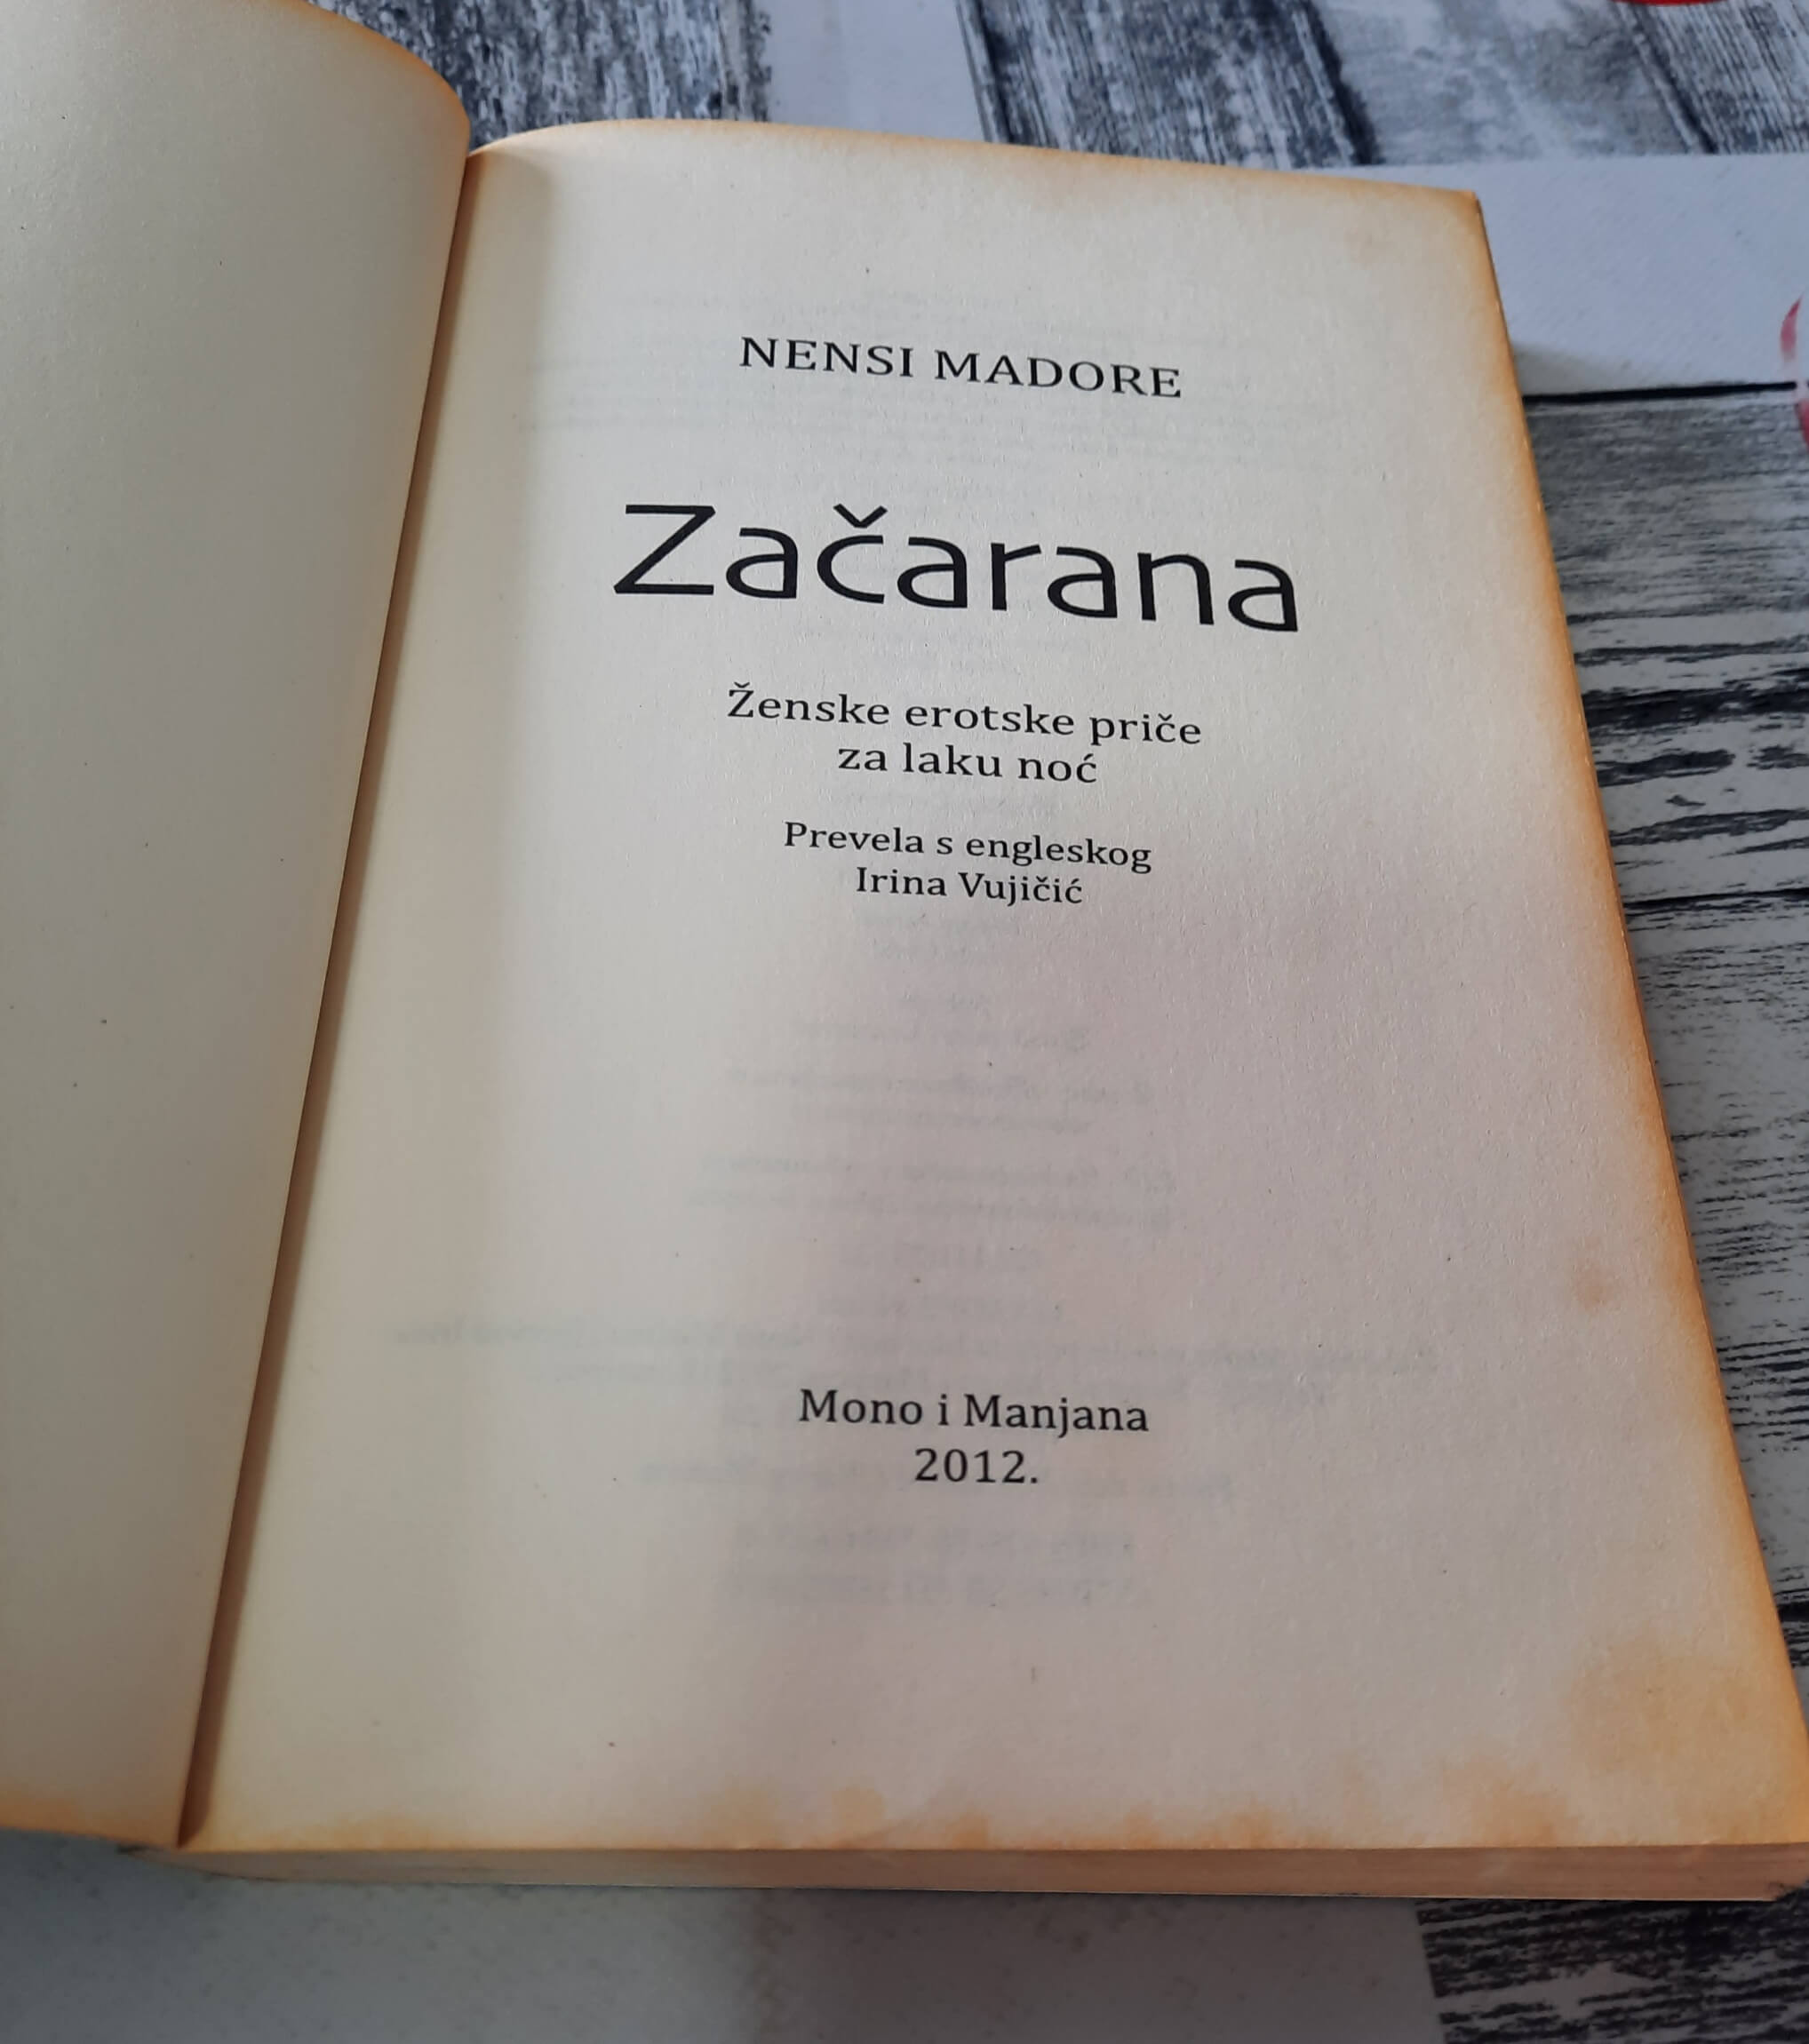 NENSI MADORE
Začarana
Ženske erotske priče
za laku noć
Prevela s engleskog
Irina Vujičić
Mono i Manjana
2012.